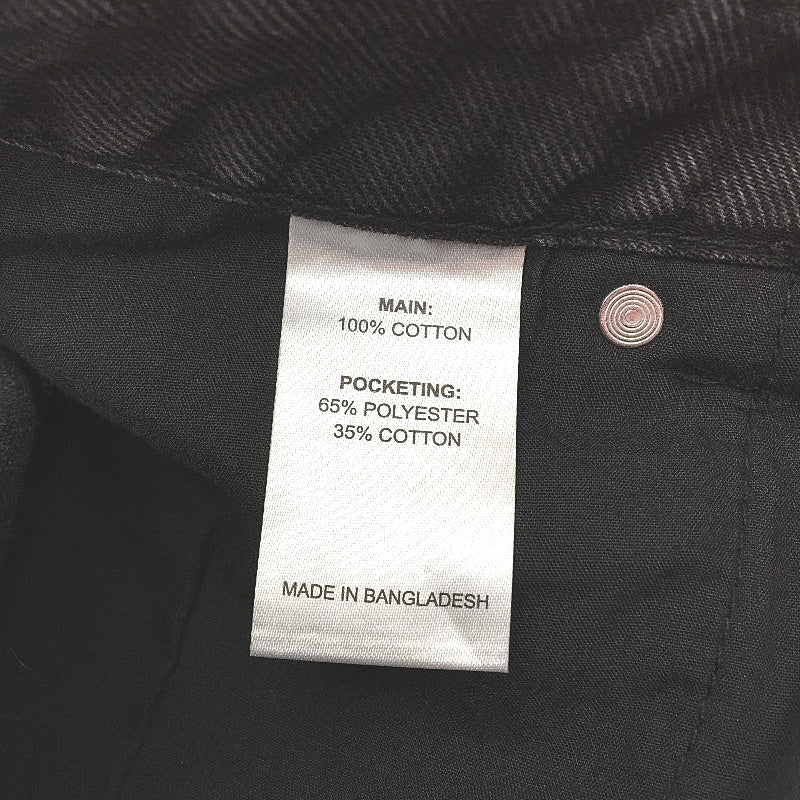 MAIN:
100% COTTON
POCKETING:
65% POLYESTER
35% COTTON
MADE IN BANGLADESH